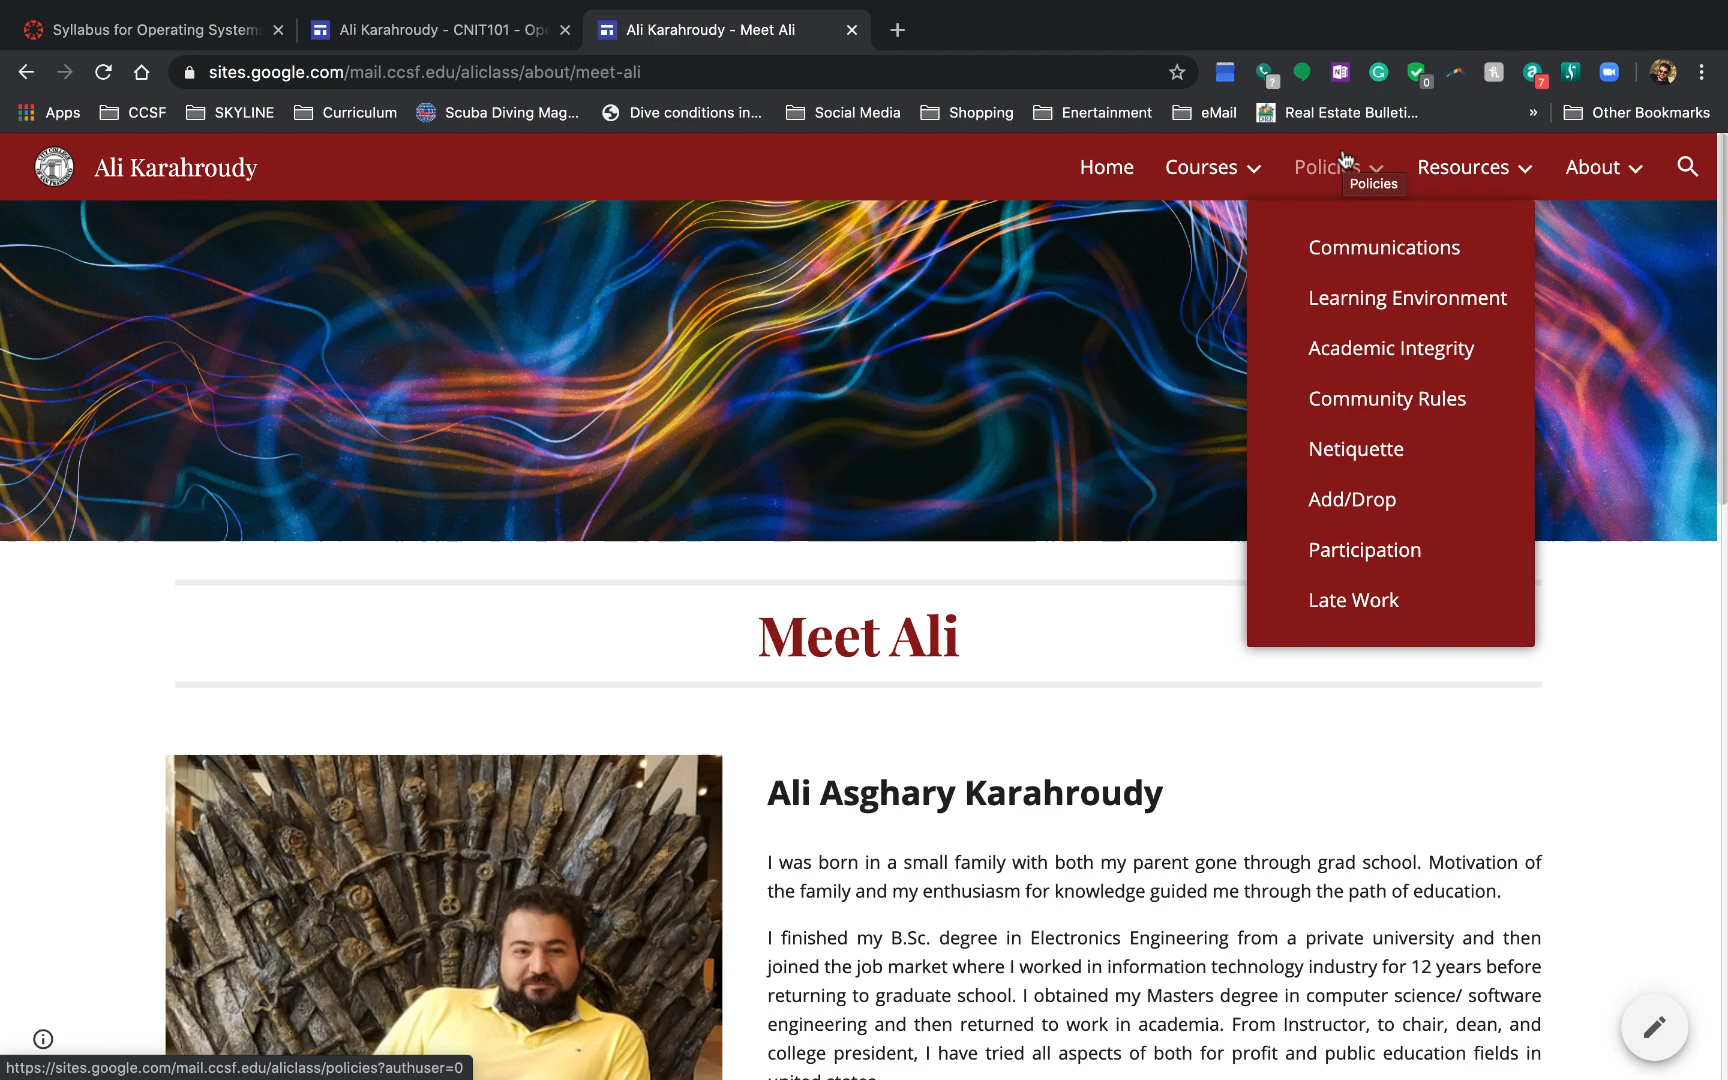 Syllabus for Operating Systems
Ali Karahroudy - CNIT101 - Ope
Ali Karahroudy - Meet Ali
sites.google.com/mail.ccsf.edu/aliclass/about/meet-ali
Apps
CCSF
SKYLINE
Curriculum
Scuba Diving Mag...
Dive conditions in...
Social Media
Shopping
Enertainment
eMail
Real Estate Bulleti...
»
Other Bookmarks
Ali Karahroudy
Home
Courses
Policies
Resources
About
Policies
Communications
Learning Environment
Academic Integrity
Community Rules
Netiquette
Add/Drop
Participation
Late Work
Meet Ali
Ali Asghary Karahroudy
I was born in a small family with both my parent gone through grad school. Motivation of
the family and my enthusiasm for knowledge guided me through the path of education.
I finished my B.Sc. degree in Electronics Engineering from a private university and then
joined the job market where I worked in information technology industry for 12 years before
returning to graduate school. I obtained my Masters degree in computer science/ software
engineering and then returned to work in academia. From Instructor, to chair, dean, and
college president, I have tried all aspects of both for profit and public education fields in
united states.
https://sites.google.com/mail.ccsf.edu/aliclass/policies?authuser=0